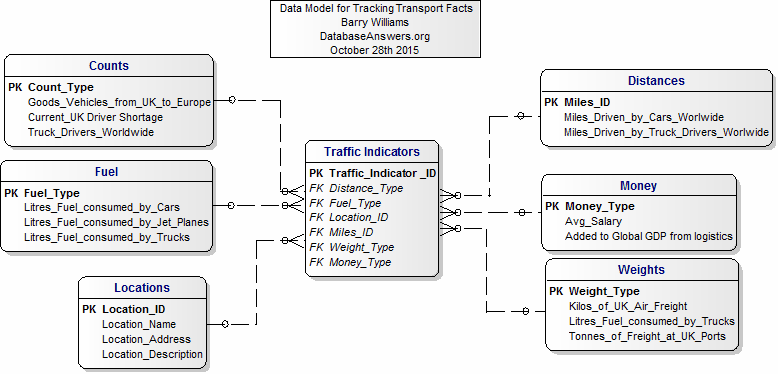 Data Model for Tracking Transport Facts
Barry Williams
DatabaseAnswers.org
October 28th 2015
Counts
PK Count_Type
Goods_Vehicles_from_UK_to_Europe
Current_UK Driver Shortage
Truck_Drivers_Worldwide
Fuel
PK Fuel_Type
Litres_Fuel_consumed_by_Cars
Litres_Fuel_consumed_by_Jet_Planes
Litres_Fuel_consumed_by_Trucks
Locations
PK Location_ID
Location_Name
Location_Address
Location_Description
Traffic Indicators
PK Traffic_Indicator _ID
FK Distance_Type
FK Fuel_Type
FK Location_ID
FK Miles_ID
FK Weight_Type
FK Money_Type
Distances
PK Miles_ID
Miles_Driven_by_Cars_Worlwide
Miles_Driven_by_Truck_Drivers_Worlwide
Money
PK Money_Type
Avg_Salary
Added to Global GDP from logistics
Weights
PK Weight_Type
Kilos_of_UK_Air_Freight
Litres_Fuel_consumed_by_Trucks
Tonnes_of_Freight_at_UK_Ports